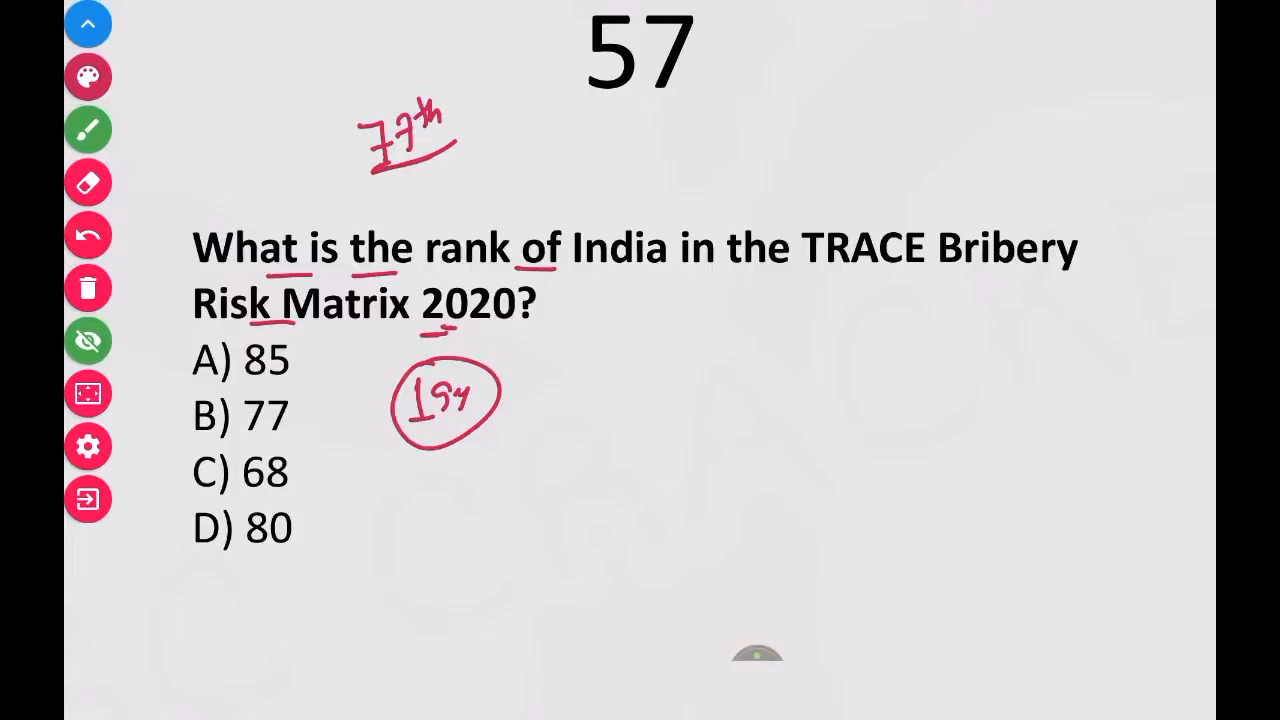 57
77th
What is the rank of India in the TRACE Bribery
Risk Matrix 2020?
A) 85
B) 77
194
C) 68
D) 80